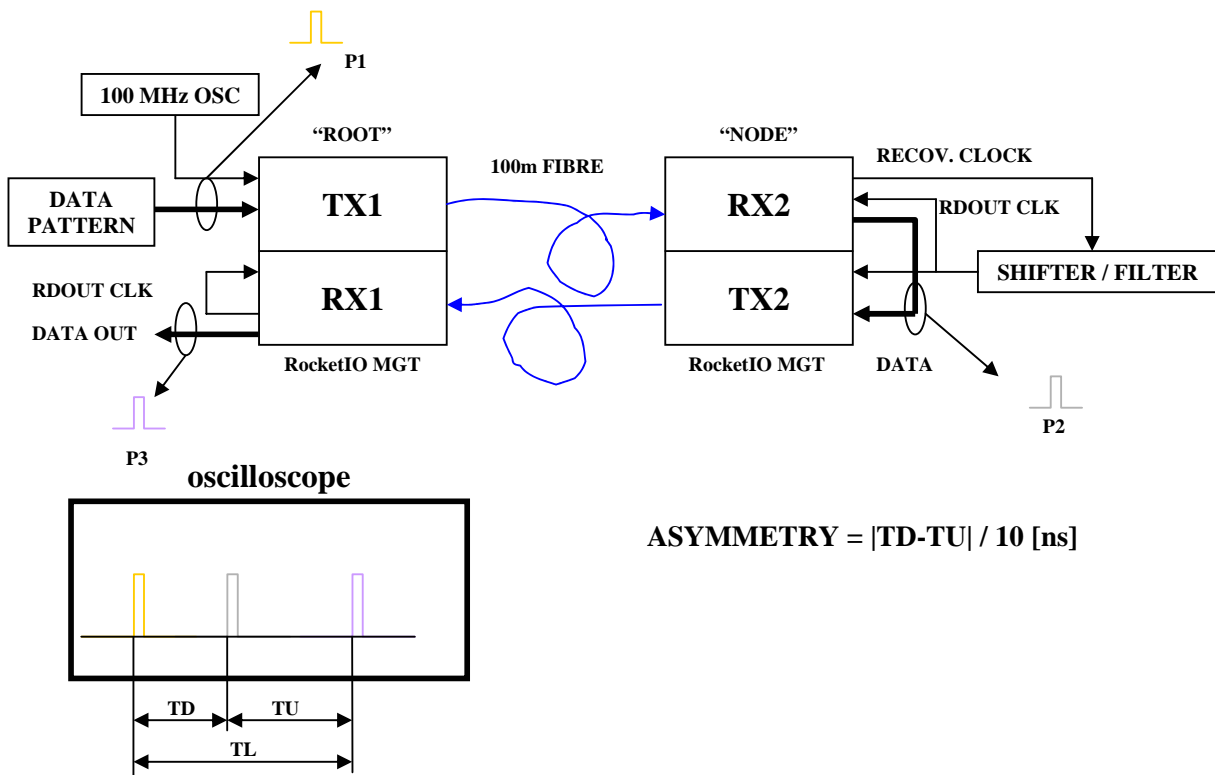 P1
100 MHz OSC
“ROOT”
“NODE”
100m FIBRE
RECOV. CLOCK
DATA
PATTERN
TX1
RX2
RDOUT CLK
SHIFTER / FILTER
RDOUT CLK
RX1
TX2
DATA OUT
RocketIO MGT
RocketIO MGT
DATA
P3
P2
oscilloscope
ASYMMETRY = |TD-TU| / 10 [ns]
TD
TU
TL